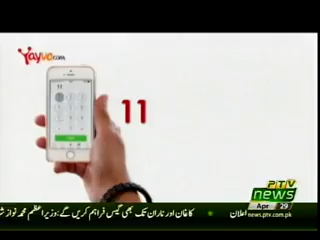 Yayvo.com
11
11
PTV
news
Apr 29
news.ptv.com.pk
اعلان
کاغان اور ناران تک بھی گیس فراہم کریں گے:وزیراعظم محمد نواز